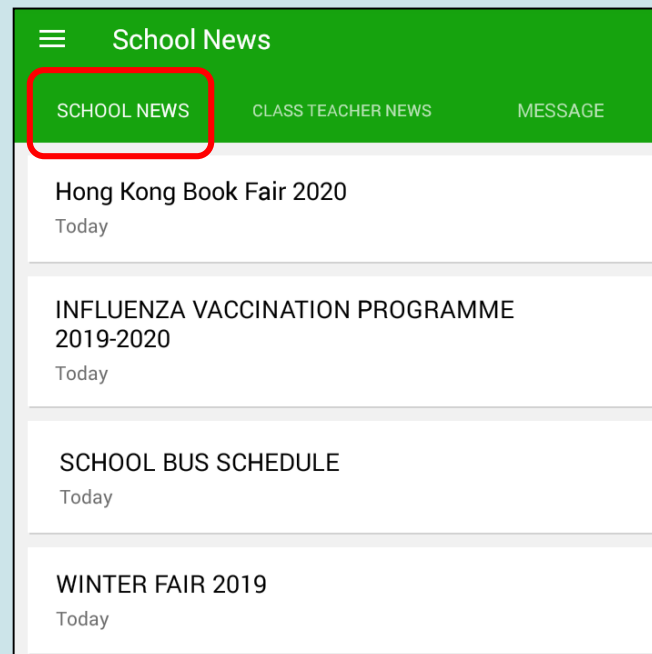 School News
SCHOOL NEWS CLASS TEACHER NEWS MESSAGE
Hong Kong Book Fair 2020
Today
INFLUENZA VACCINATION PROGRAMME
2019-2020
Today
SCHOOL BUS SCHEDULE
Today
WINTER FAIR 2019
Today